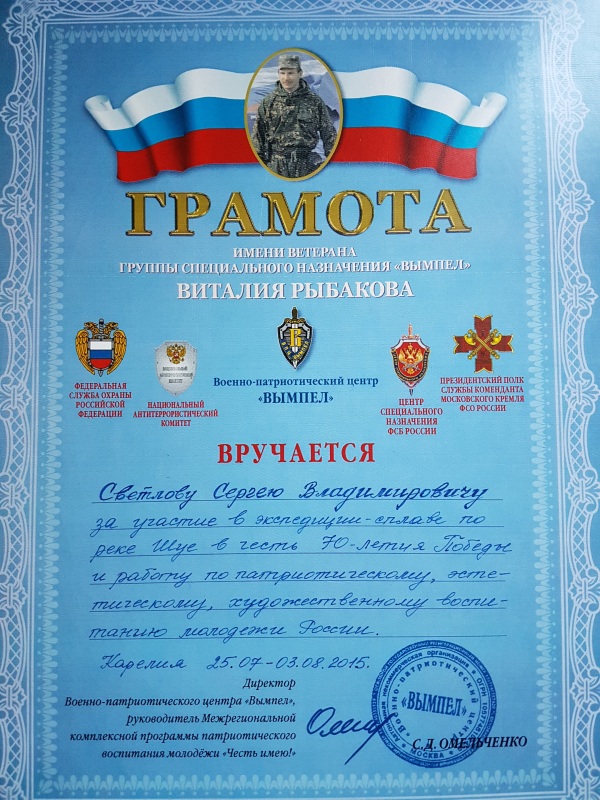 ГРАМОТА
ИМЕНИ ВЕТЕРАНА
ГРУППЫ СПЕЦИАЛЬНОГО НАЗНАЧЕНИЯ «ВЫМПЕЛ»
ВИТАЛИЯ РЫБАКОВА
ФЕДЕРАЛЬНАЯ
СЛУЖБА ОХРАНЫ
РОССИЙСКОЙ
ФЕДЕРАЦИИ
НАЦИОНАЛЬНЫЙ
АНТИТЕРРОРИСТИЧЕСКИЙ
КОМИТЕТ
Военно-патриотический центр
«ВЫМПЕЛ»
ЦЕНТР
СПЕЦИАЛЬНОГО
НАЗНАЧЕНИЯ
ФСБ РОССИИ
ПРЕЗИДЕНТСКИЙ ПОЛК
СЛУЖБЫ КОМЕНДАНТА
МОСКОВСКОГО КРЕМЛЯ
ФСО РОССИИ
ВРУЧАЕТСЯ
Светлову Сергею Владимировичу
за участие в экспедиции-сплаве по
реке Шуе в честь 70-летия Победы
и работу по патриотическому, эсте-
тическому, художественному воспи-
танию молодежи России.
Карелия 25.07-03.08.2015.
Директор
Военно-патриотического центра «Вымпел»,
руководитель Межрегиональной
комплексной программы патриотического
воспитания молодёжи «Честь имею!»
Военно-патриотический центр
«ВЫМПЕЛ»
МОСКВА
С.Д. ОМЕЛЬЧЕНКО